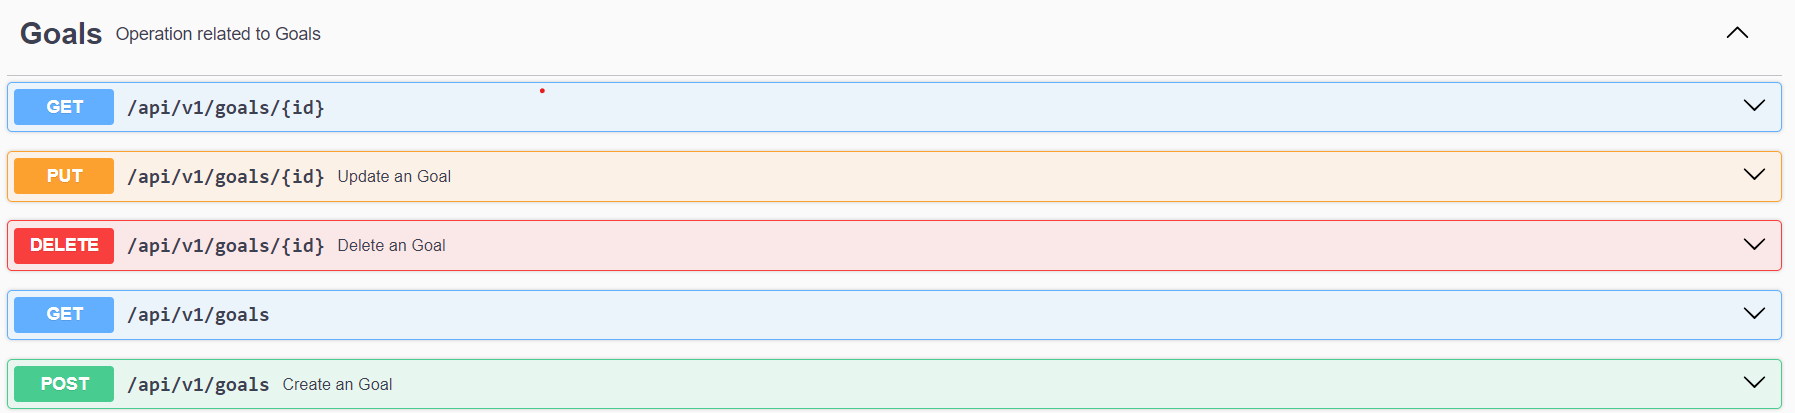 Goals Operation related to Goals
GET /api/v1/goals/{id}
PUT /api/v1/goals/{id} Update an Goal
DELETE /api/v1/goals/{id} Delete an Goal
GET /api/v1/goals
POST /api/v1/goals Create an Goal